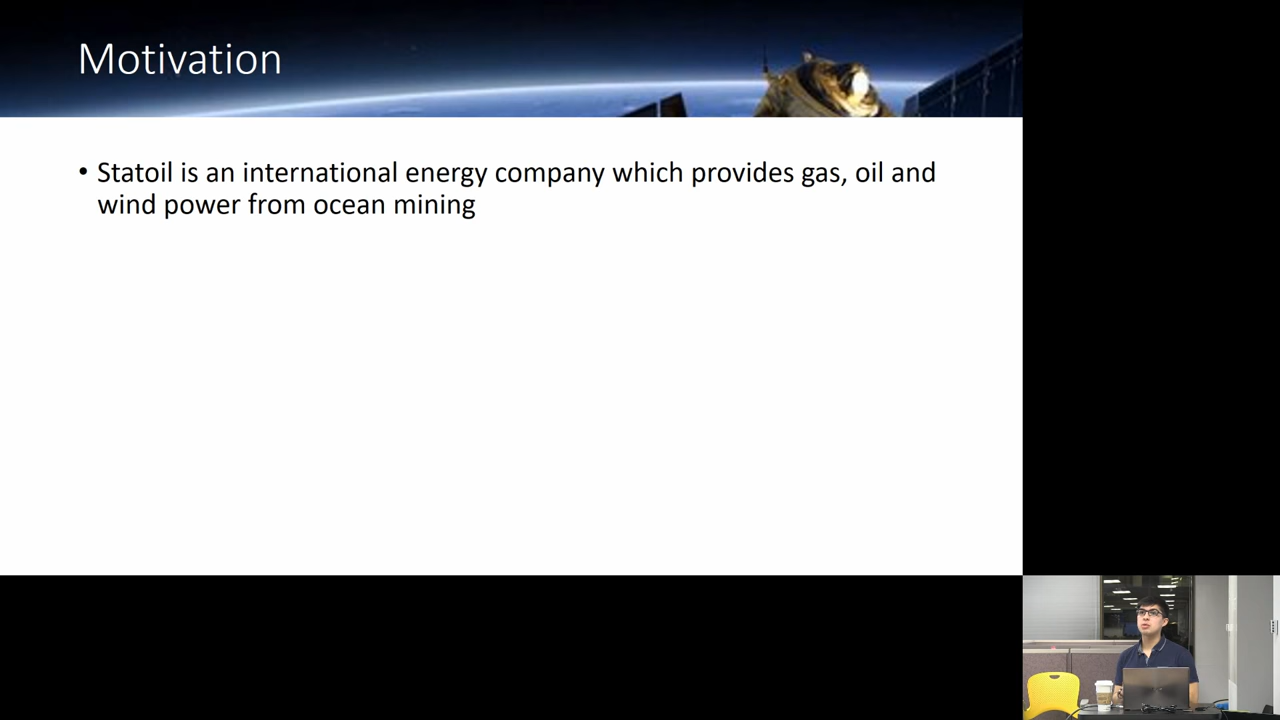 Motivation
• Statoil is an international energy company which provides gas, oil and
wind power from ocean mining